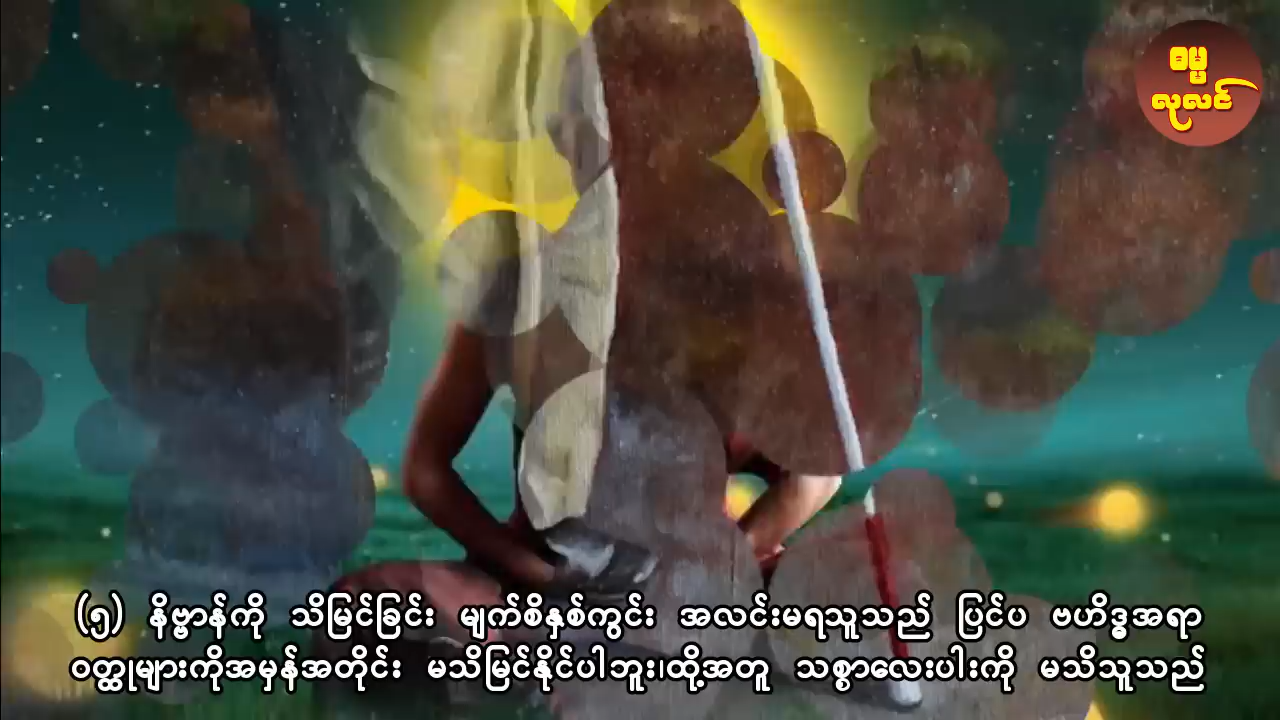 ဓမ္မ
လုလင်
(၅) နိဗ္ဗာန်ကို သိမြင်ခြင်း မျက်စိနှစ်ကွင်း အလင်းမရသူသည် ပြင်ပ ဗဟိဒ္ဓအရာ
ဝတ္ထုများကိုအမှန်အတိုင်း မသိမြင်နိုင်ပါဘူး၊ထို့အတူ သစ္စာလေးပါးကို မသိသူသည်